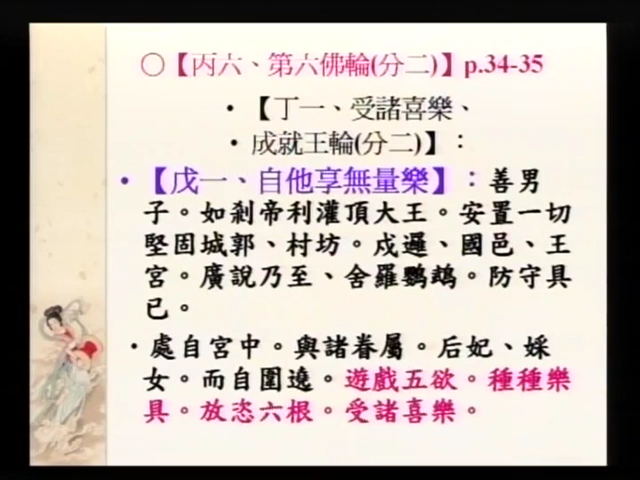 ○【丙六、第六佛輪(分二)】p.34-35
•【丁一、受諸喜樂、
• 成就王輪(分二)】：
•【戊一、自他享無量樂】：善男
子。如剎帝利灌頂大王。安置一切
堅固城郭、村坊。戍邏、國邑、王
宮。廣說乃至、舍羅鸚鵡。防守具
已。
• 處自宮中。與諸眷屬。后妃、婇
女。而自圍遶。遊戲五欲。種種樂
具。放恣六根。受諸喜樂。